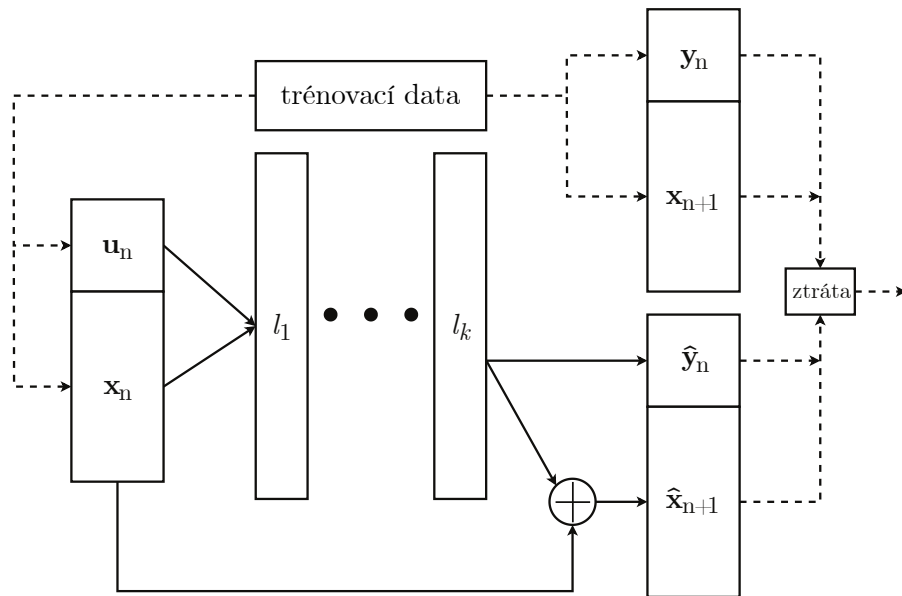 trénovací data
𝐮ₙ
𝐱ₙ
l₁
lₖ
𝐲ₙ
𝐱ₙ₊₁
ztráta
𝐲̂ₙ
𝐱̂ₙ₊₁